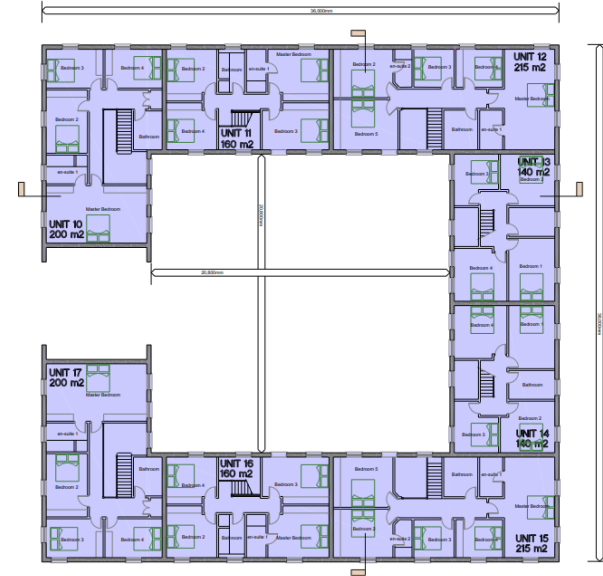 36,600mm
Bedroom 3
Bedroom 4
Bedroom 2
Bathroom
en-suite 1
Master Bedroom
Bedroom 2
en-suite 2
Bedroom 3
Bedroom 4
UNIT 12
215 m2
Master Bedroom
Bedroom 2
Bathroom
Bedroom 4
UNIT 11
160 m2
Bedroom 3
Bedroom 5
Bathroom
en-suite 1
en-suite 1
Master Bedroom
UNIT 10
200 m2
Bedroom 3
UNIT 13
140 m2
Bedroom 2
Bedroom 4
Bedroom 1
Bedroom 4
Bedroom 1
Bathroom
Bedroom 2
Bedroom 3
UNIT 14
140 m2
UNIT 17
200 m2
Master Bedroom
en-suite 1
Bedroom 2
Bathroom
Bedroom 3
Bedroom 4
Bedroom 4
UNIT 16
160 m2
Bedroom 3
Bedroom 2
Bathroom
en-suite 1
Master Bedroom
Bedroom 5
Bathroom
en-suite 1
Bedroom 2
en-suite 2
Bedroom 3
Bedroom 4
Master Bedroom
UNIT 15
215 m2